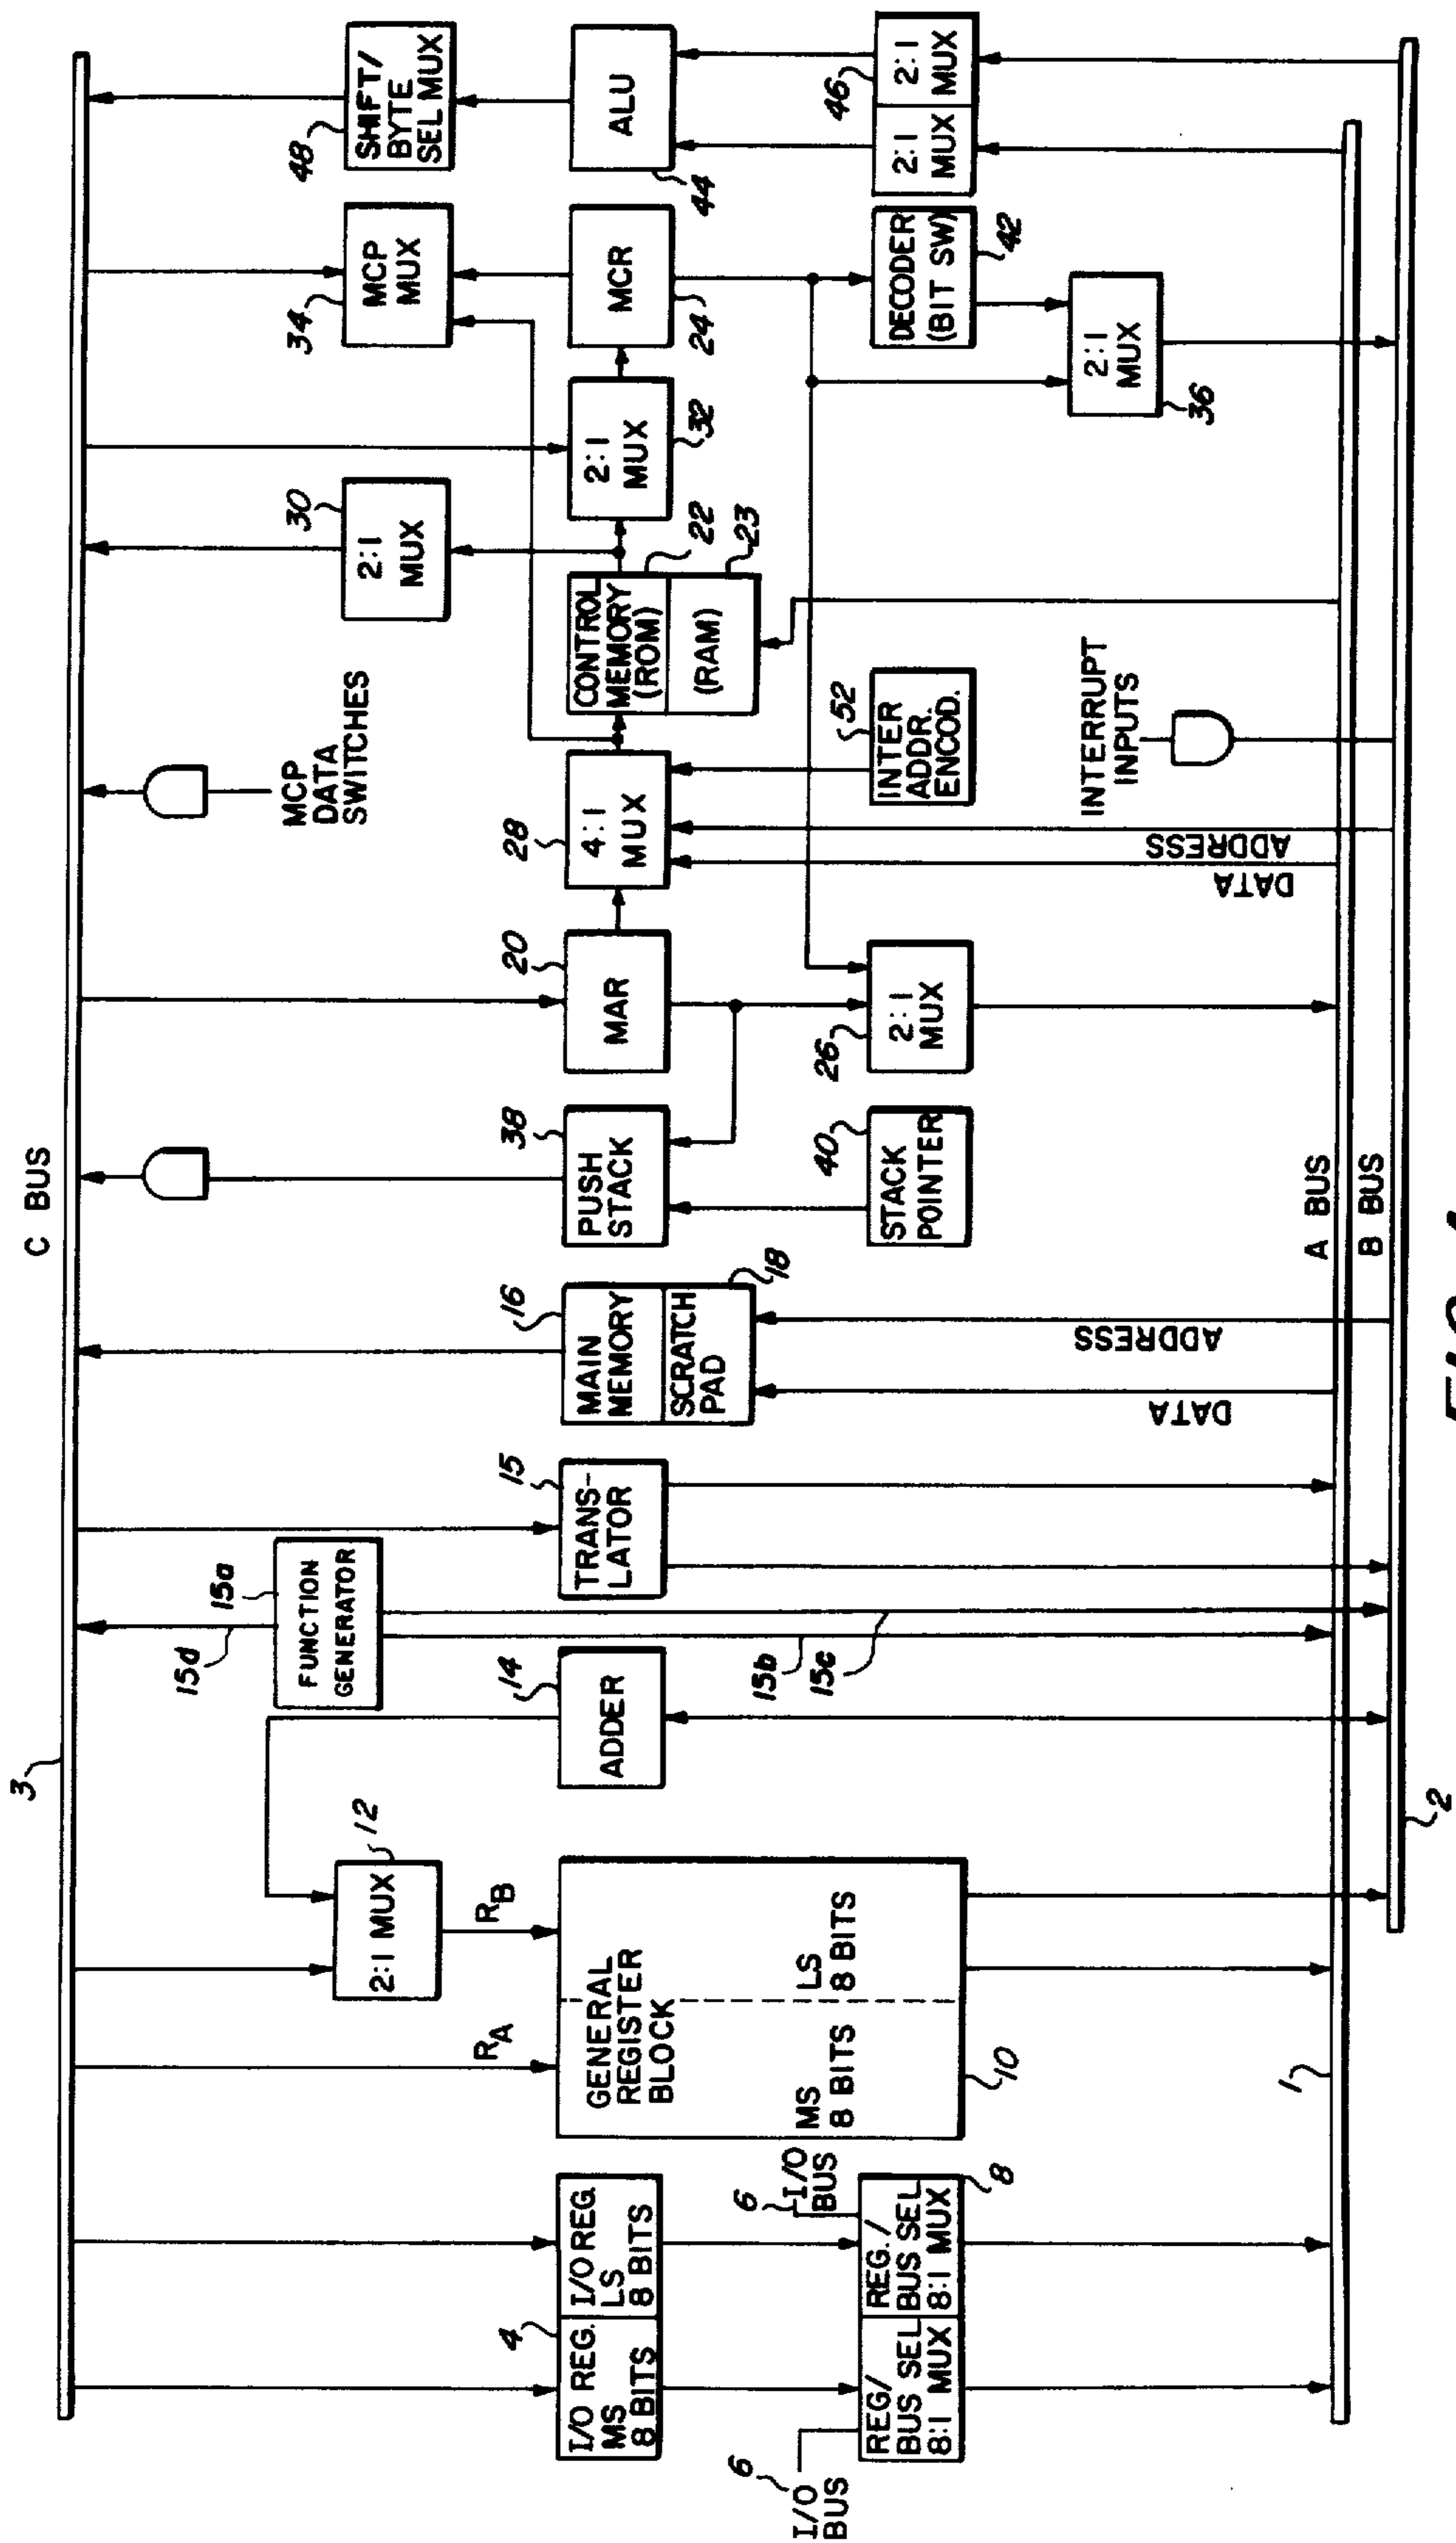 C BUS
3
I/O REG.
MS
8 BITS
I/O REG
LS
8 BITS
4
6
I/O
BUS
REG/
BUS SEL
8:1 MUX
6
I/O
BUS
REG./
BUS SEL
8:1 MUX
8
RA
RB
2:1 MUX
12
GENERAL
REGISTER
BLOCK
MS
8 BITS
LS
8 BITS
10
ADDER
14
FUNCTION
GENERATOR
15a
15d
15b
15c
TRANS-
LATOR
15
MAIN
MEMORY
16
SCRATCH
PAD
18
DATA
ADDRESS
PUSH
STACK
38
STACK
POINTER
40
MAR
20
2:1
MUX
26
MCP
DATA
SWITCHES
4:1
MUX
28
DATA
ADDRESS
INTER
ADDR.
ENCOD.
52
INTERRUPT
INPUTS
CONTROL
MEMORY
(ROM)
22
(RAM)
23
2:1
MUX
30
2:1
MUX
32
MCP
MUX
34
MCR
24
DECODER
(BIT SW)
42
2:1
MUX
36
SHIFT/
BYTE
SEL MUX
48
ALU
44
2:1
MUX
2:1
MUX
46
A BUS
B BUS
1
2